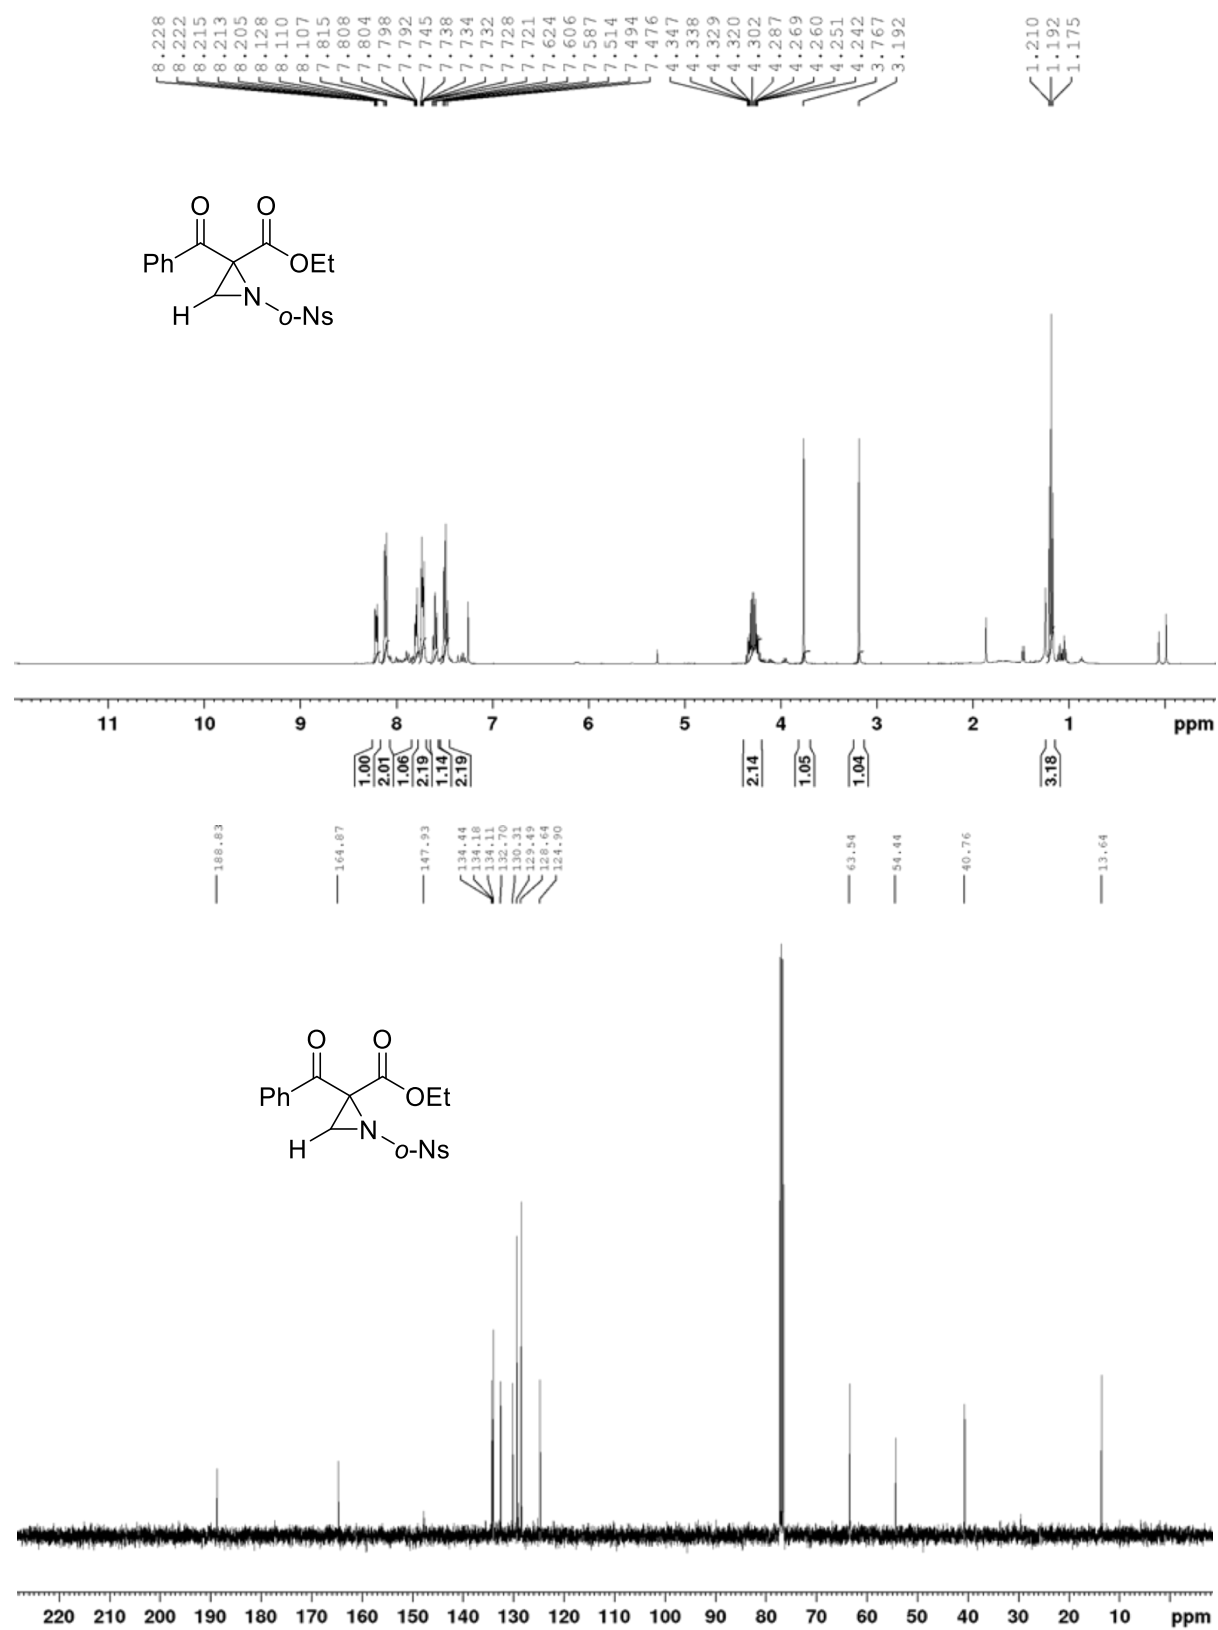 8.228 8.222 8.215 8.213 8.205 8.128 8.110 8.107 7.815 7.808 7.804 7.798 7.792 7.745 7.738 7.734 7.732 7.728 7.721 7.624 7.606 7.587 7.514 7.494 7.476 4.347 4.338 4.329 4.320 4.302 4.287 4.269 4.260 4.251 4.242 3.767 3.192 1.210 1.192 1.175
O O
Ph OEt
H N o-Ns
11 10 9 8 7 6 5 4 3 2 1 ppm
1.00 2.01 1.06 2.19 1.14 2.19 2.14 1.05 1.04 3.18
188.83 164.87 147.93 134.44 134.18 134.11 132.70 130.31 129.49 128.64 124.90 63.54 54.44 40.76 13.64
O O
Ph OEt
H N o-Ns
220 210 200 190 180 170 160 150 140 130 120 110 100 90 80 70 60 50 40 30 20 10 ppm